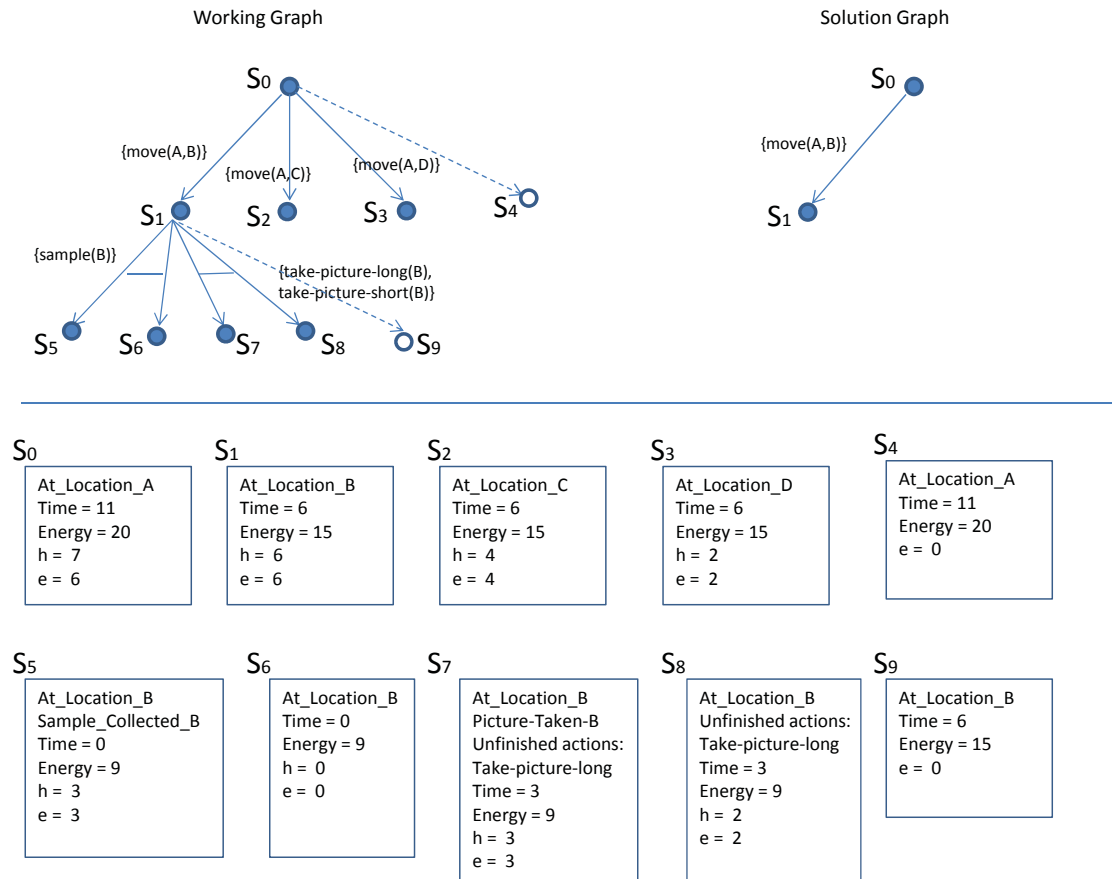 Working Graph
Solution Graph
S0
S0
{move(A,B)}
{move(A,C)}
{move(A,D)}
{move(A,B)}
S1
S2
S3
S4
S1
{sample(B)}
{take-picture-long(B),
take-picture-short(B)}
S5
S6
S7
S8
S9
S0
At_Location_A
Time = 11
Energy = 20
h = 7
e = 6
S1
At_Location_B
Time = 6
Energy = 15
h = 6
e = 6
S2
At_Location_C
Time = 6
Energy = 15
h = 4
e = 4
S3
At_Location_D
Time = 6
Energy = 15
h = 2
e = 2
S4
At_Location_A
Time = 11
Energy = 20
e = 0
S5
At_Location_B
Sample_Collected_B
Time = 0
Energy = 9
h = 3
e = 3
S6
At_Location_B
Time = 0
Energy = 9
h = 0
e = 0
S7
At_Location_B
Picture-Taken-B
Unfinished actions:
Take-picture-long
Time = 3
Energy = 9
h = 3
e = 3
S8
At_Location_B
Unfinished actions:
Take-picture-long
Time = 3
Energy = 9
h = 2
e = 2
S9
At_Location_B
Time = 6
Energy = 15
e = 0